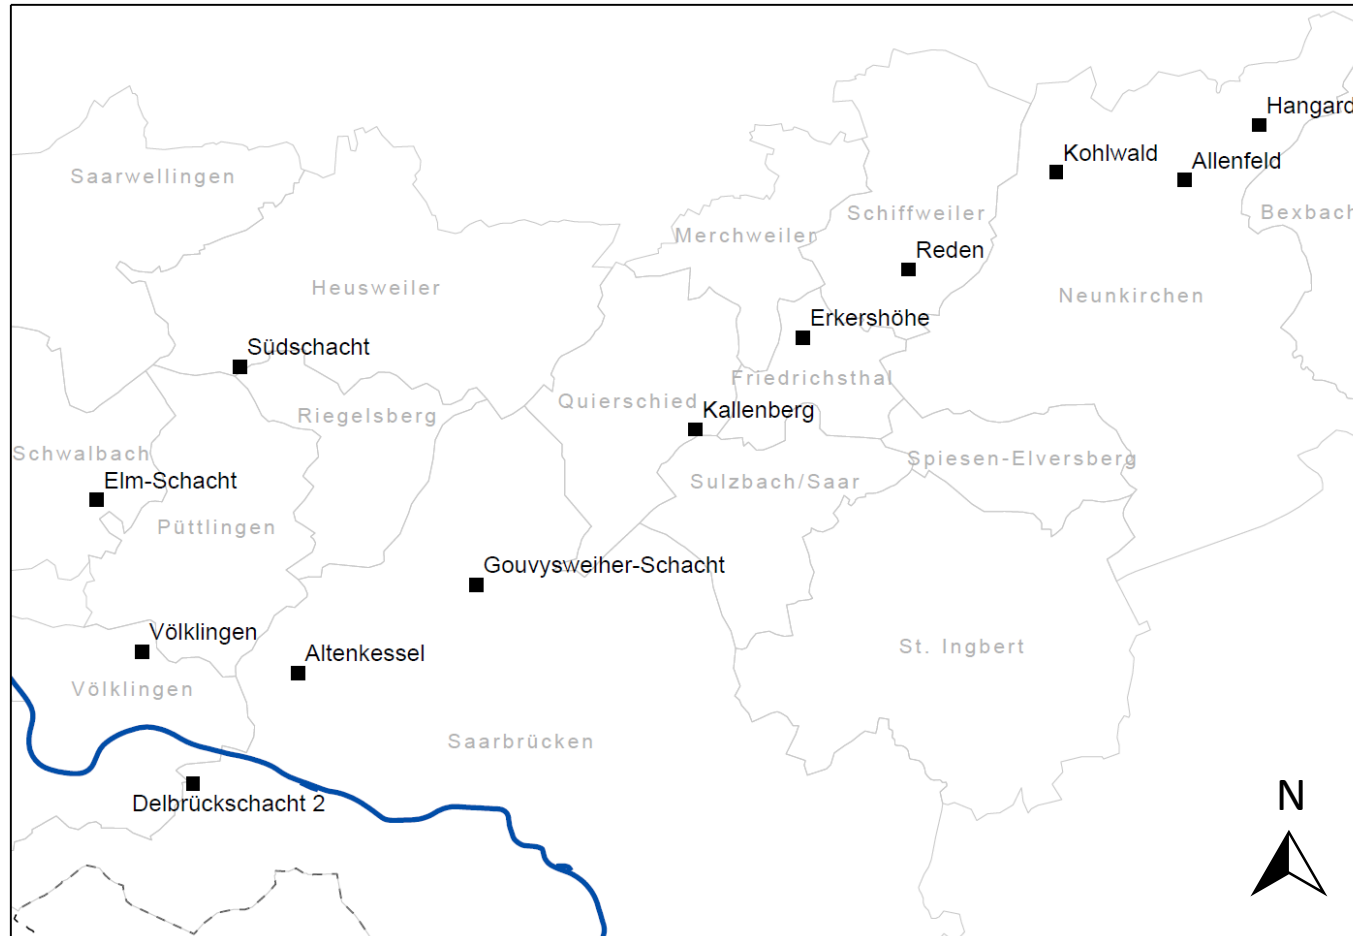 Hangard
Kohlwald
Allenfeld
Saarwellingen
Schiffweiler
Bexbach
Merchweiler
Reden
Heusweiler
Neunkirchen
Erkershöhe
Südschacht
Friedrichsthal
Quierschied
Kallenberg
Riegelsberg
Schwalbach
Spiesen-Elversberg
Elm-Schacht
Sulzbach/Saar
Püttlingen
Gouvysweiher-Schacht
Völklingen
Altenkessel
St. Ingbert
Völklingen
Saarbrücken
Delbrückschacht 2
N